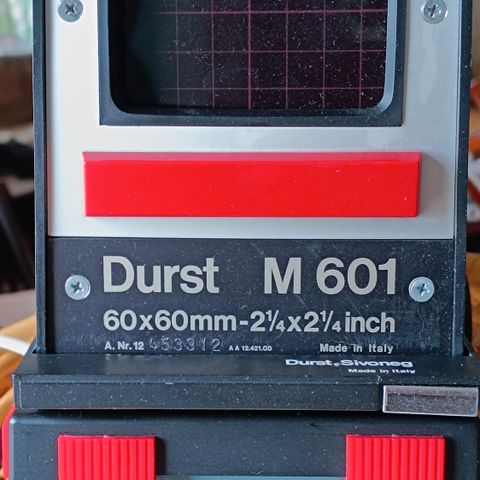 Durst M 601
60x60mm-2¼x2¼inch
A. Nr.12 453312 A A 12.421.00 Made in Italy
Durst.Sivoneg
Made in Italy